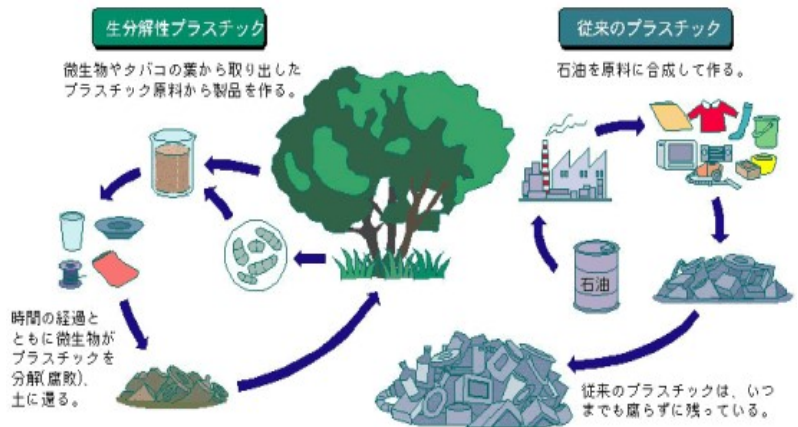 生分解性プラスチック
微生物やタバコの葉から取り出した
プラスチック原料から製品を作る。
時間の経過と
ともに微生物が
プラスチックを
分解(腐敗)、
土に還る。
従来のプラスチック
石油を原料に合成して作る。
石油
従来のプラスチックは、いつ
までも腐らずに残っている。